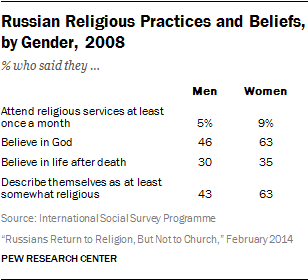 Russian Religious Practices and Beliefs,
by Gender, 2008
% who said they ...
Men Women
Attend religious services at least
once a month 5% 9%
Believe in God 46 63
Believe in life after death 30 35
Describe themselves as at least
somewhat religious 43 63
Source: International Social Survey Programme
“Russians Return to Religion, But Not to Church,” February 2014
PEW RESEARCH CENTER